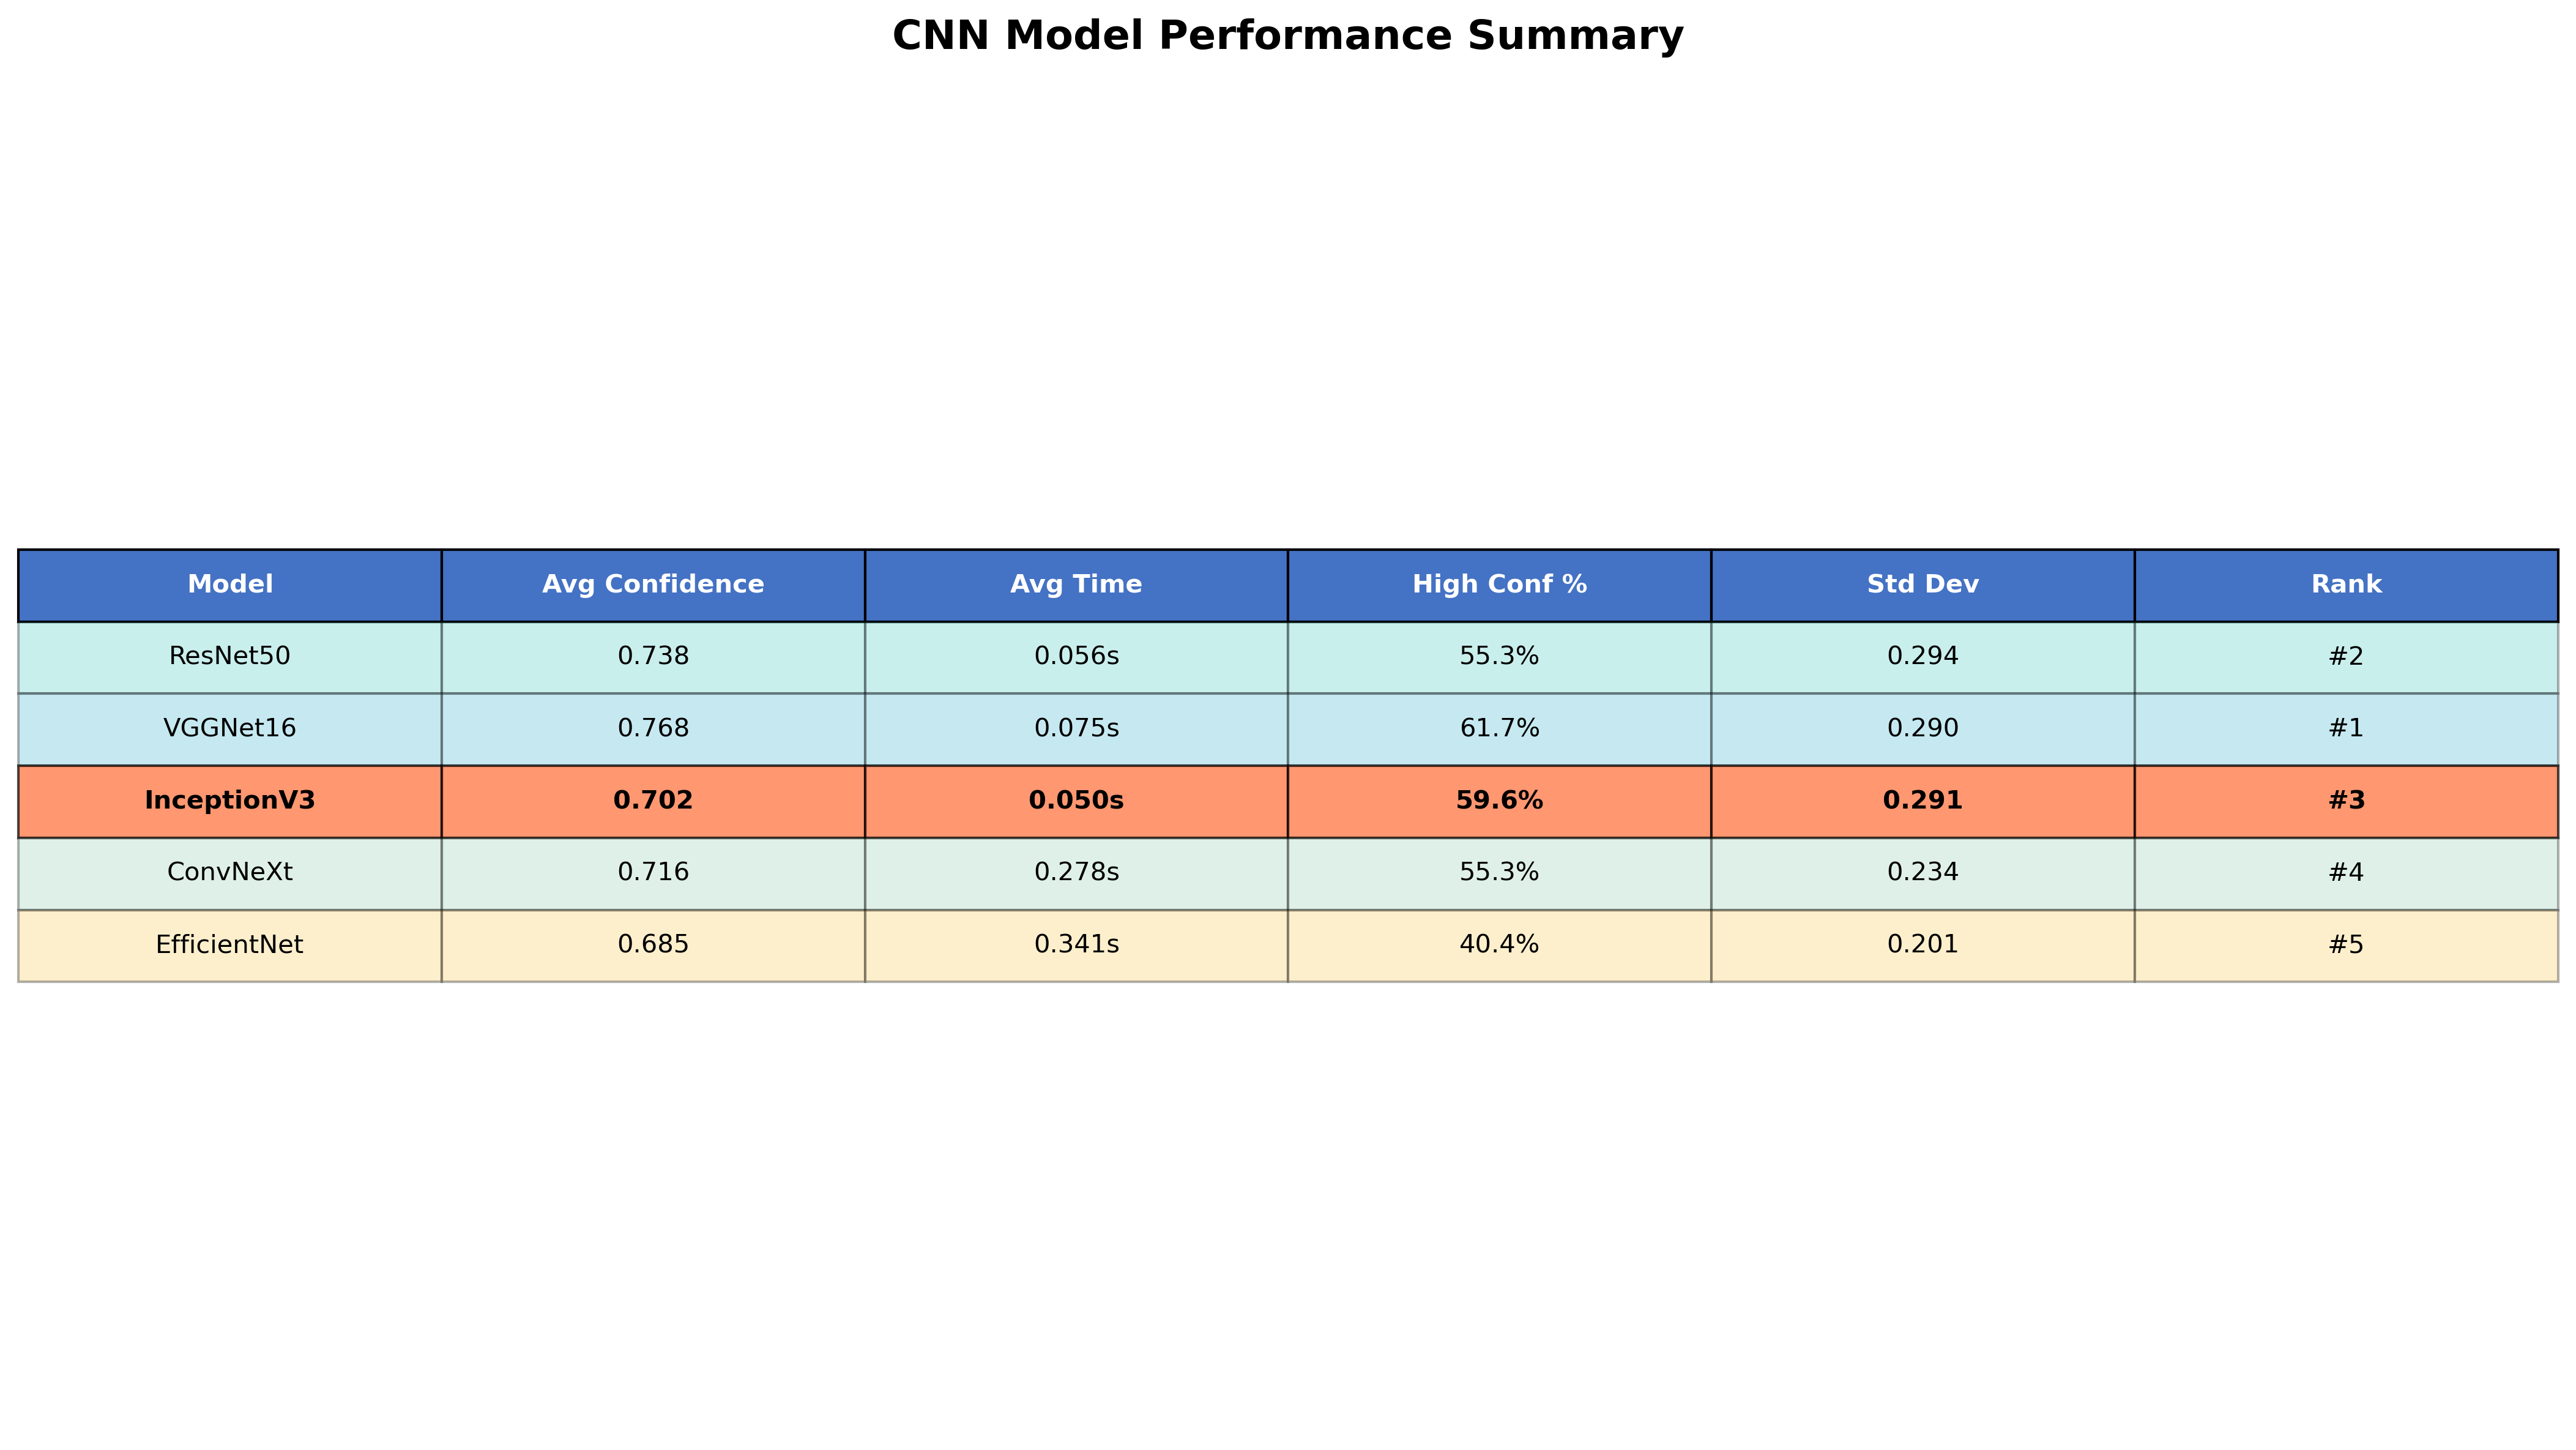 CNN Model Performance Summary
Model Avg Confidence Avg Time High Conf % Std Dev Rank
ResNet50 0.738 0.056s 55.3% 0.294 #2
VGGNet16 0.768 0.075s 61.7% 0.290 #1
InceptionV3 0.702 0.050s 59.6% 0.291 #3
ConvNeXt 0.716 0.278s 55.3% 0.234 #4
EfficientNet 0.685 0.341s 40.4% 0.201 #5